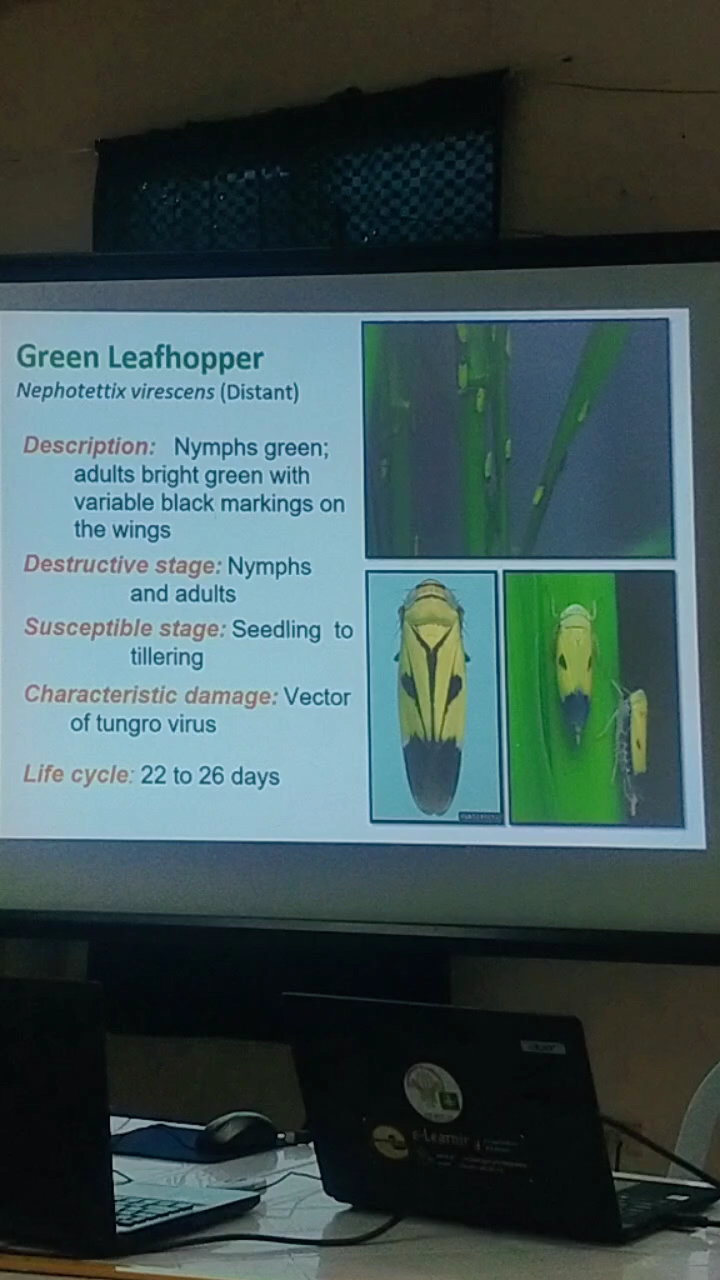 Green Leafhopper
Nephotettix virescens (Distant)
Description: Nymphs green;
adults bright green with
variable black markings on
the wings
Destructive stage: Nymphs
and adults
Susceptible stage: Seedling to
tillering
Characteristic damage: Vector
of tungro virus
Life cycle: 22 to 26 days
acer